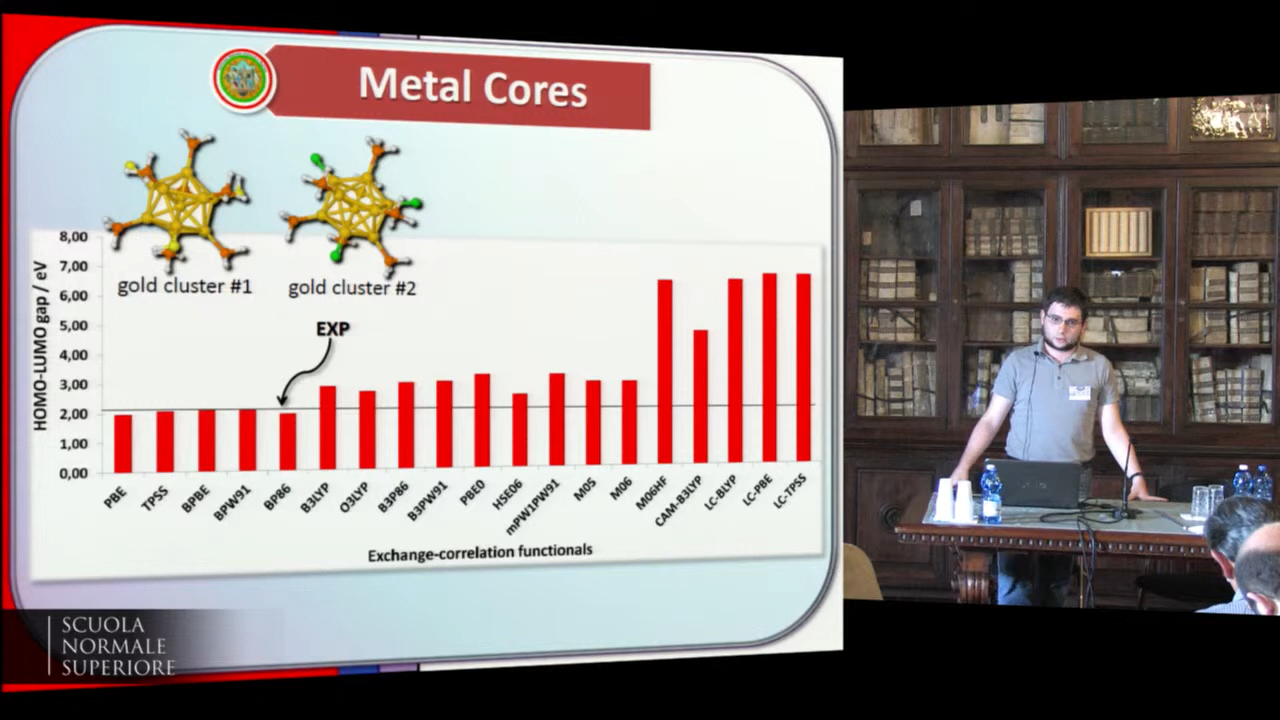 Metal Cores
gold cluster #1
gold cluster #2
EXP
HOMO-LUMO gap / eV
8,00
7,00
6,00
5,00
4,00
3,00
2,00
1,00
0,00
PBE
TPSS
BPBE
BPW91
BP86
B3LYP
O3LYP
B3P86
B3PW91
PBE0
HSE06
mPW1PW91
M05
M06
M06HF
CAM-B3LYP
LC-BLYP
LC-PBE
LC-TPSS
Exchange-correlation functionals
SCUOLA
NORMALE
SUPERIORE